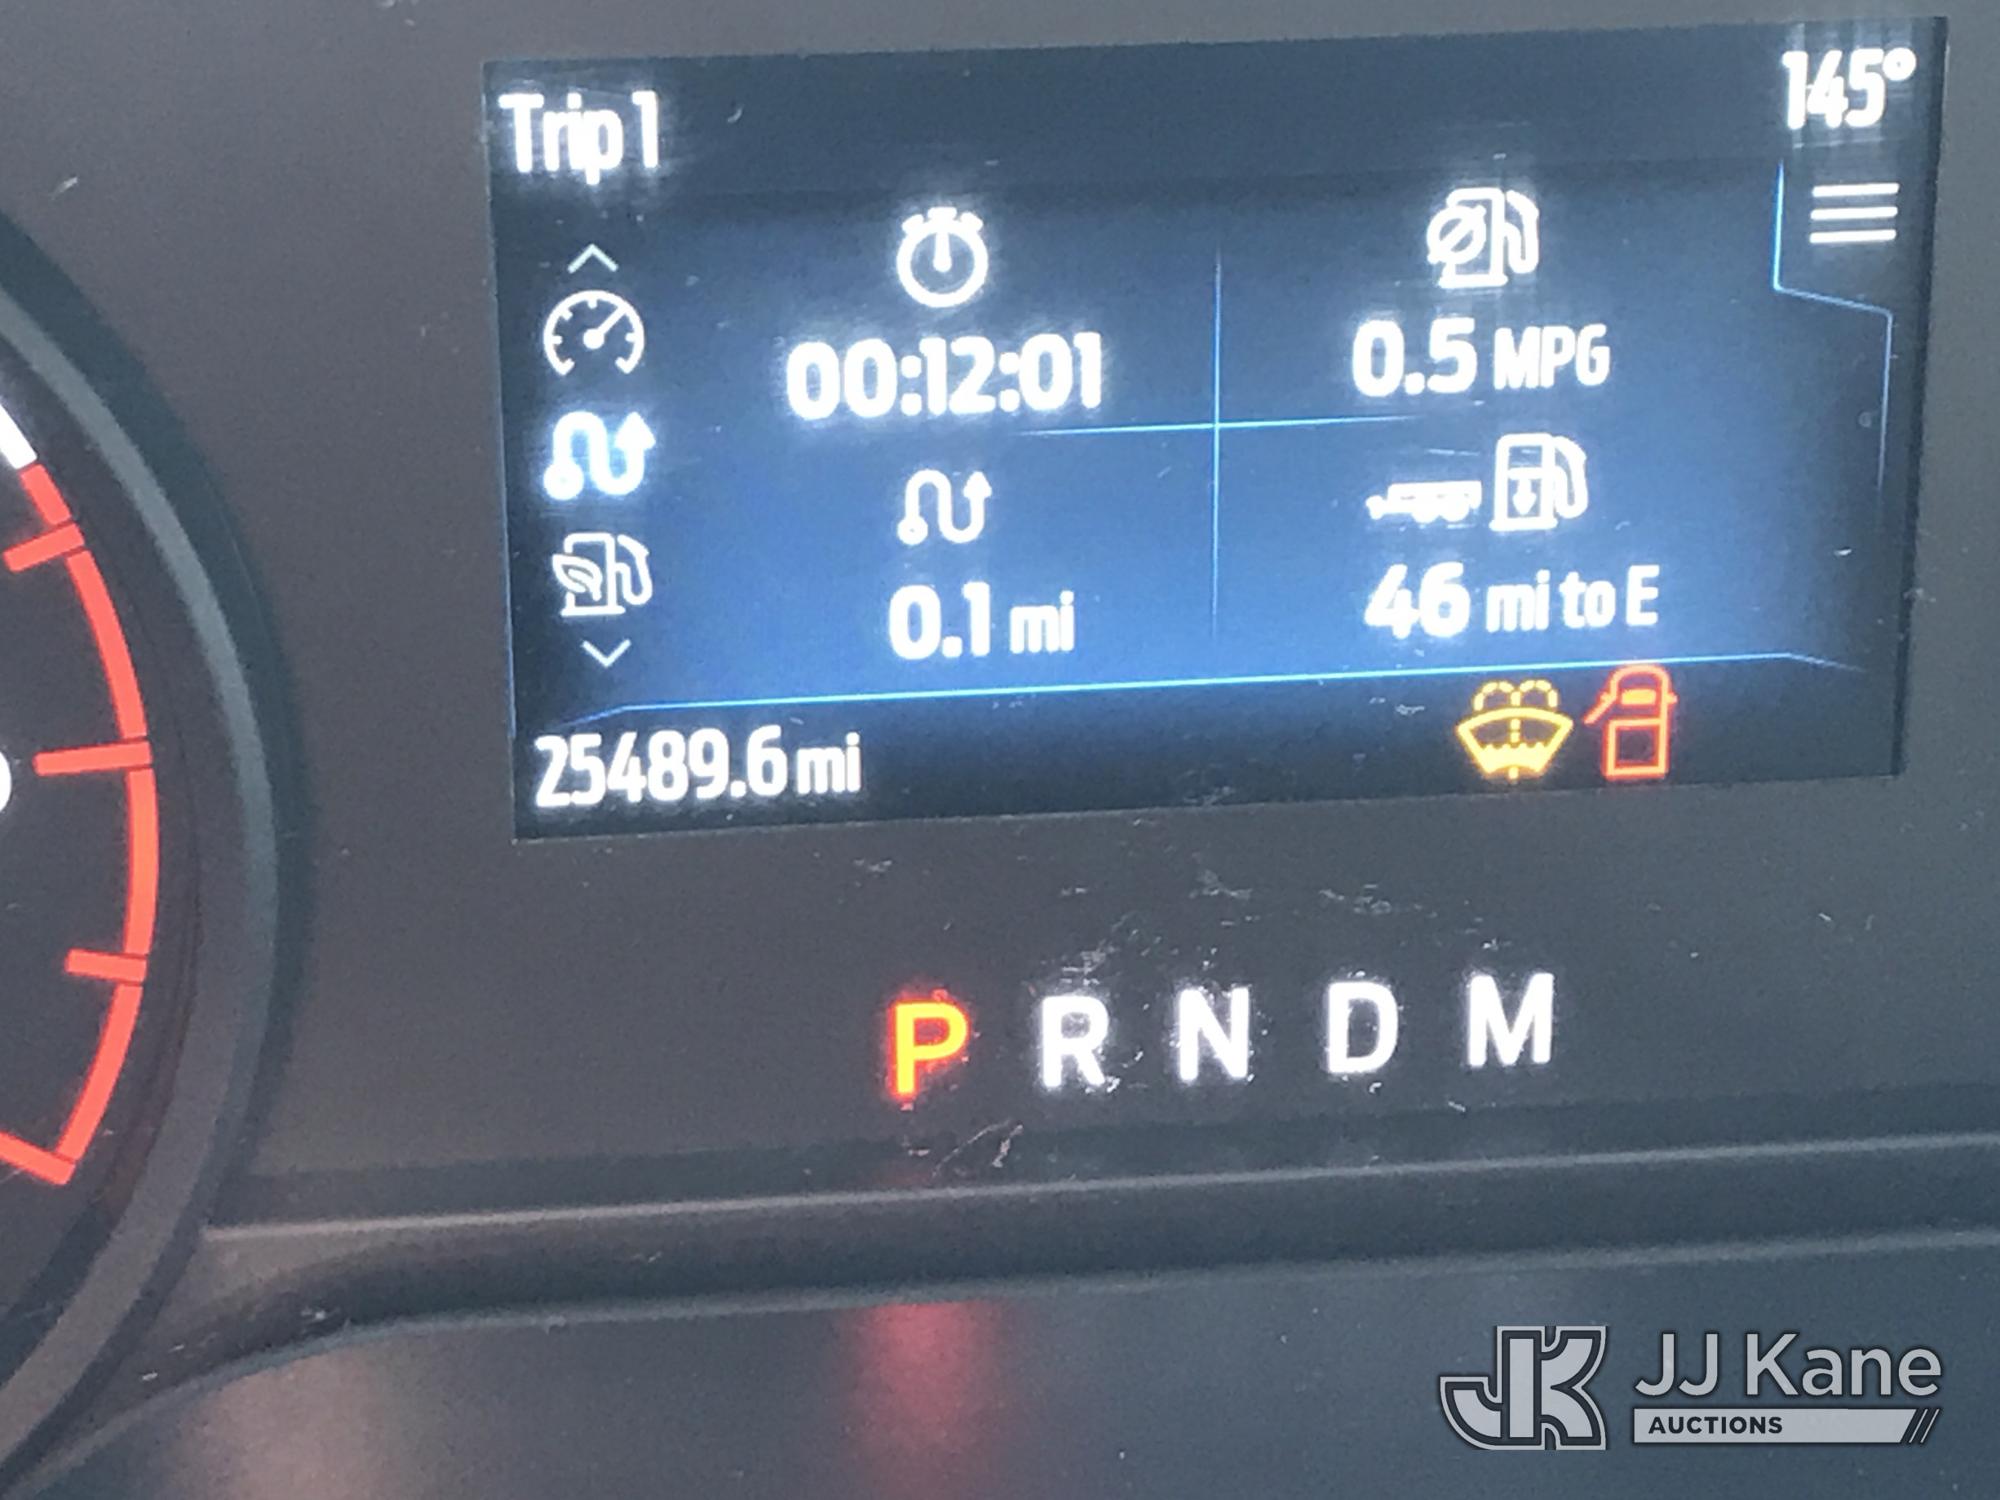 Trip 1
145°
00:12:01
0.5 MPG
0.1 mi
46 mi to E
25489.6 mi
P R N D M
JK JJ Kane
AUCTIONS